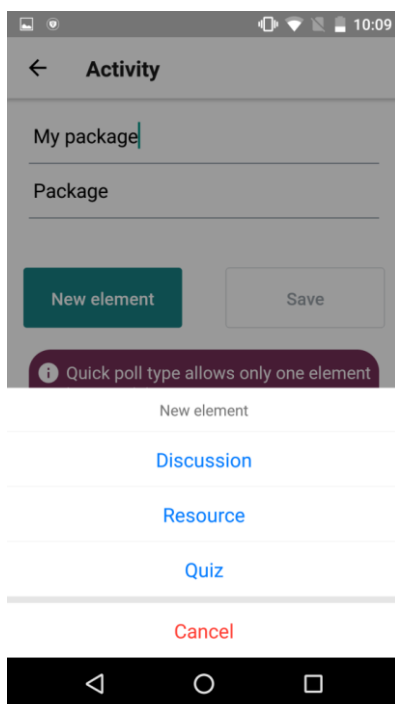 10:09
Activity
My package
Package
New element
Save
Quick poll type allows only one element
New element
Discussion
Resource
Quiz
Cancel